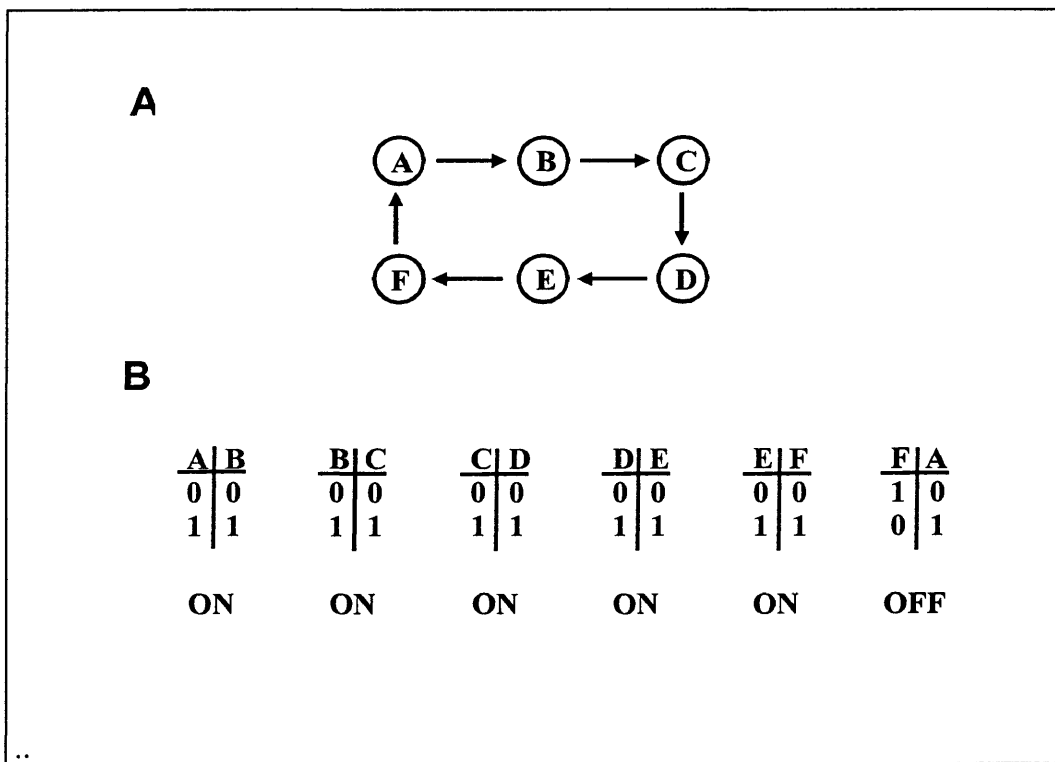 A
A B C
F E D
B
A B B C C D D E E F F A
0 0 0 0 0 0 0 0 0 0 1 0
1 1 1 1 1 1 1 1 1 1 0 1
ON ON ON ON ON OFF
..